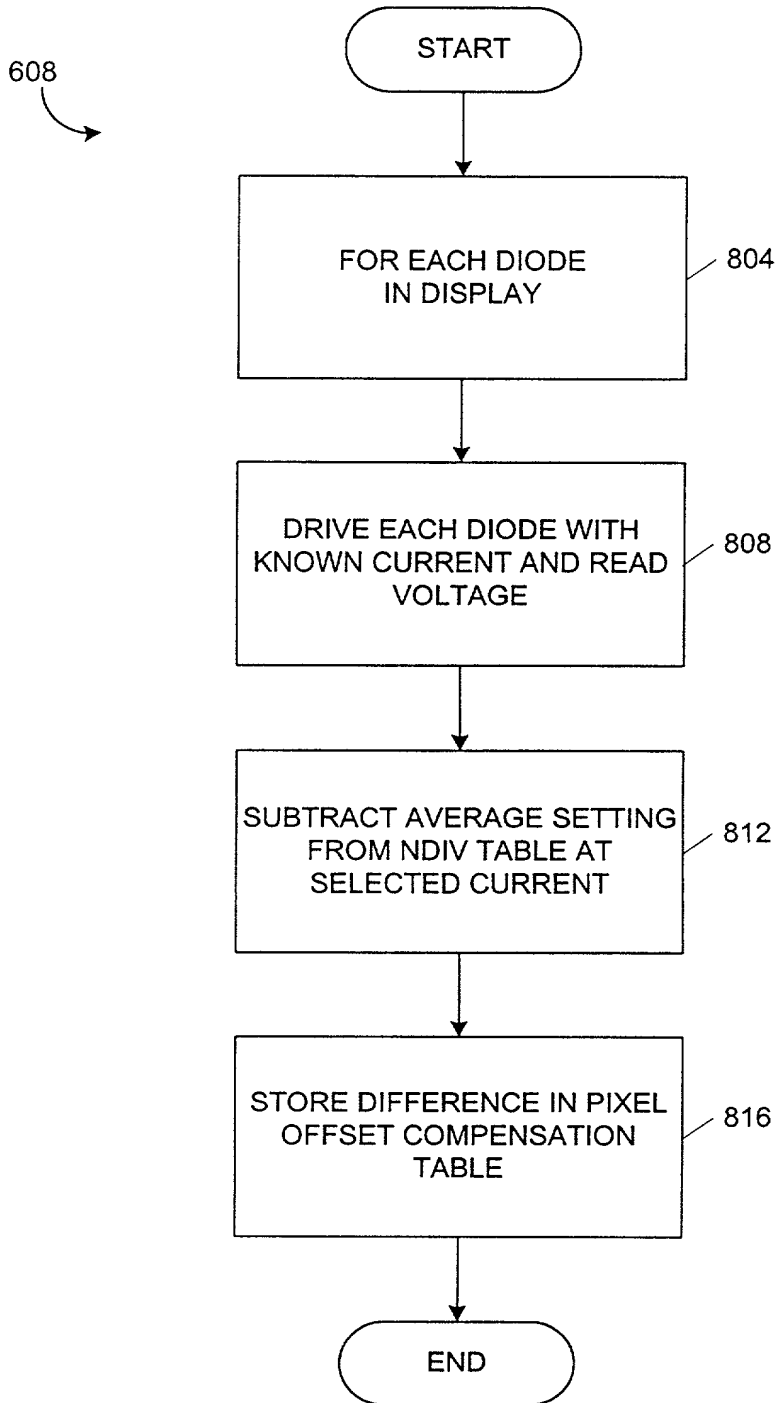 START
608
FOR EACH DIODE
IN DISPLAY
804
DRIVE EACH DIODE WITH
KNOWN CURRENT AND READ
VOLTAGE
808
SUBTRACT AVERAGE SETTING
FROM NDIV TABLE AT
SELECTED CURRENT
812
STORE DIFFERENCE IN PIXEL
OFFSET COMPENSATION
TABLE
816
END